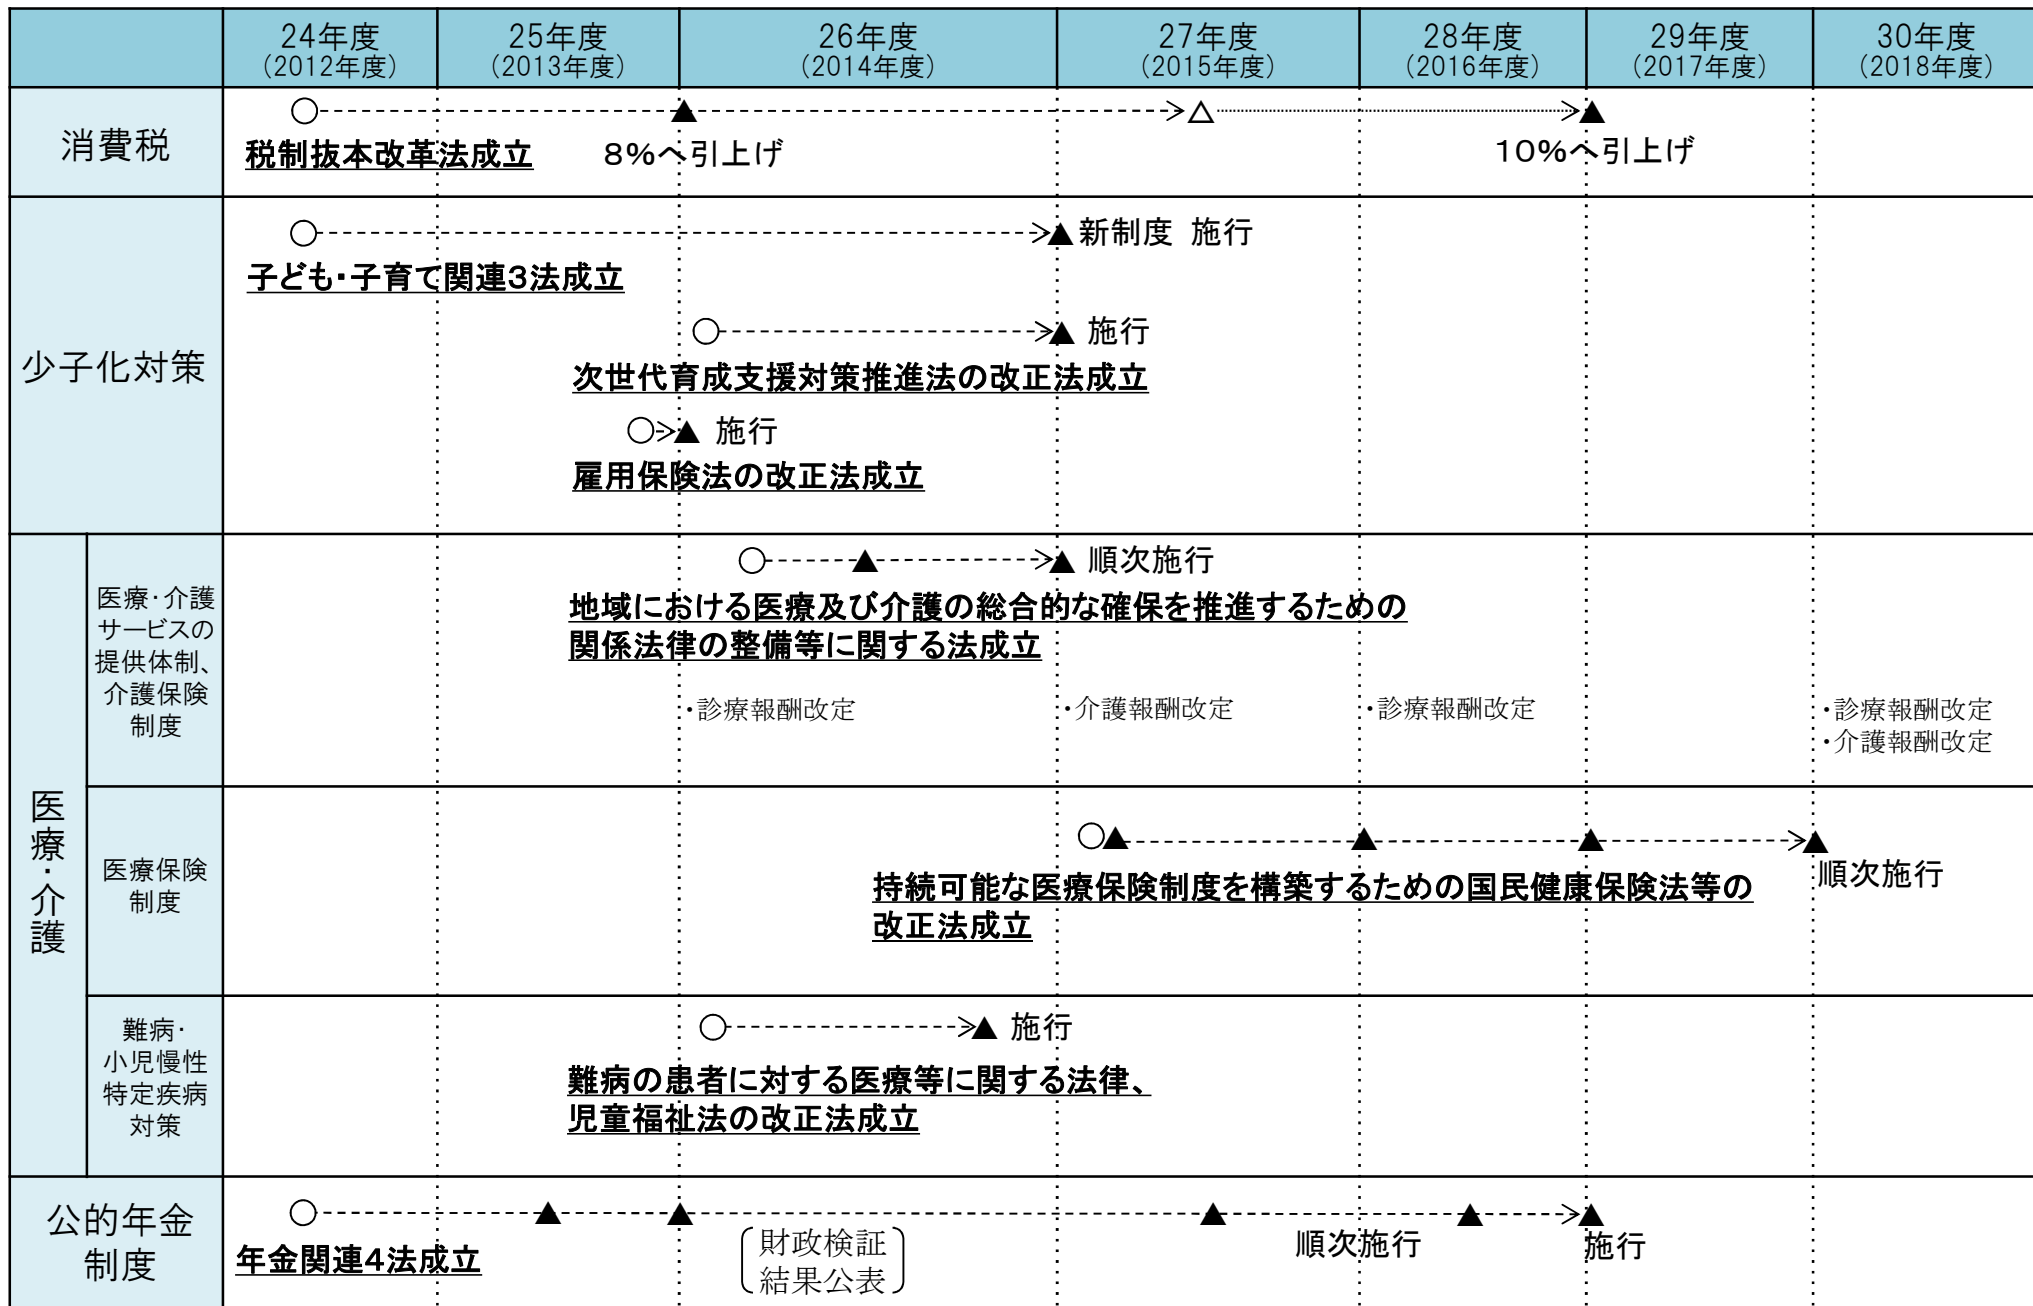 24年度 25年度 26年度 27年度 28年度 29年度 30年度
（2012年度） （2013年度） （2014年度） （2015年度） （2016年度） （2017年度） （2018年度）
消費税
税制抜本改革法成立
8%へ引上げ
10%へ引上げ
少子化対策
新制度 施行
子ども・子育て関連3法成立
施行
次世代育成支援対策推進法の改正法成立
施行
雇用保険法の改正法成立
医療・介護
医療・介護
サービスの
提供体制、
介護保険
制度
順次施行
地域における医療及び介護の総合的な確保を推進するための
関係法律の整備等に関する法成立
・診療報酬改定
・介護報酬改定
・診療報酬改定
・診療報酬改定
・介護報酬改定
医療保険
制度
持続可能な医療保険制度を構築するための国民健康保険法等の
改正法成立
順次施行
難病・
小児慢性
特定疾病
対策
施行
難病の患者に対する医療等に関する法律、
児童福祉法の改正法成立
公的年金
制度
年金関連4法成立
財政検証
結果公表
順次施行
施行